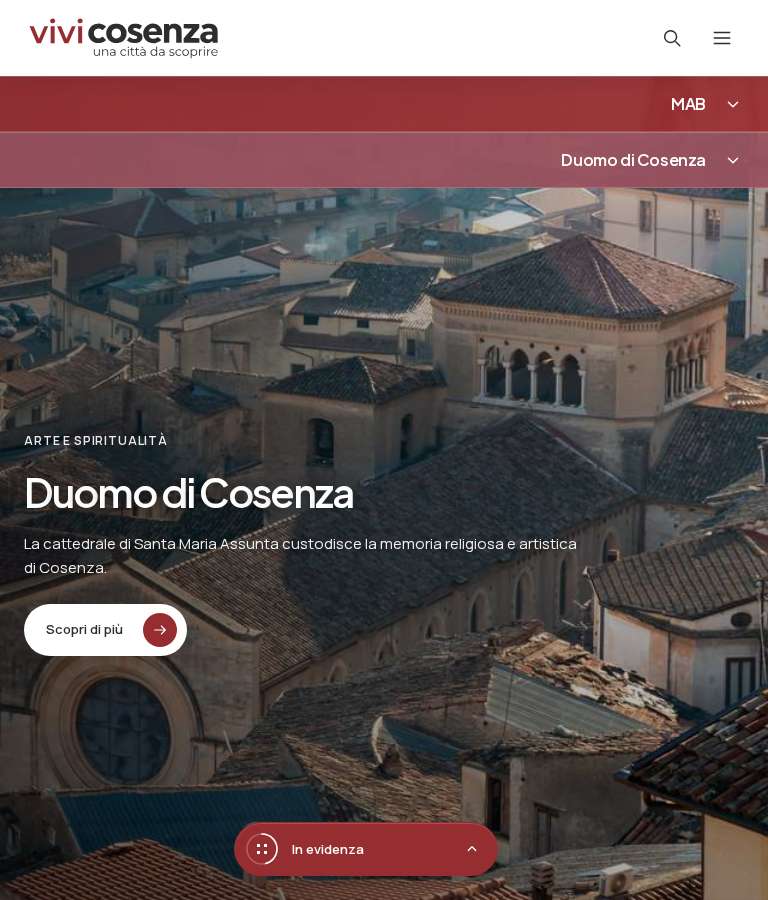 vivicosenza
una città da scoprire
MAB
Duomo di Cosenza
ARTE E SPIRITUALITÀ
Duomo di Cosenza
La cattedrale di Santa Maria Assunta custodisce la memoria religiosa e artistica
di Cosenza.
Scopri di più
In evidenza